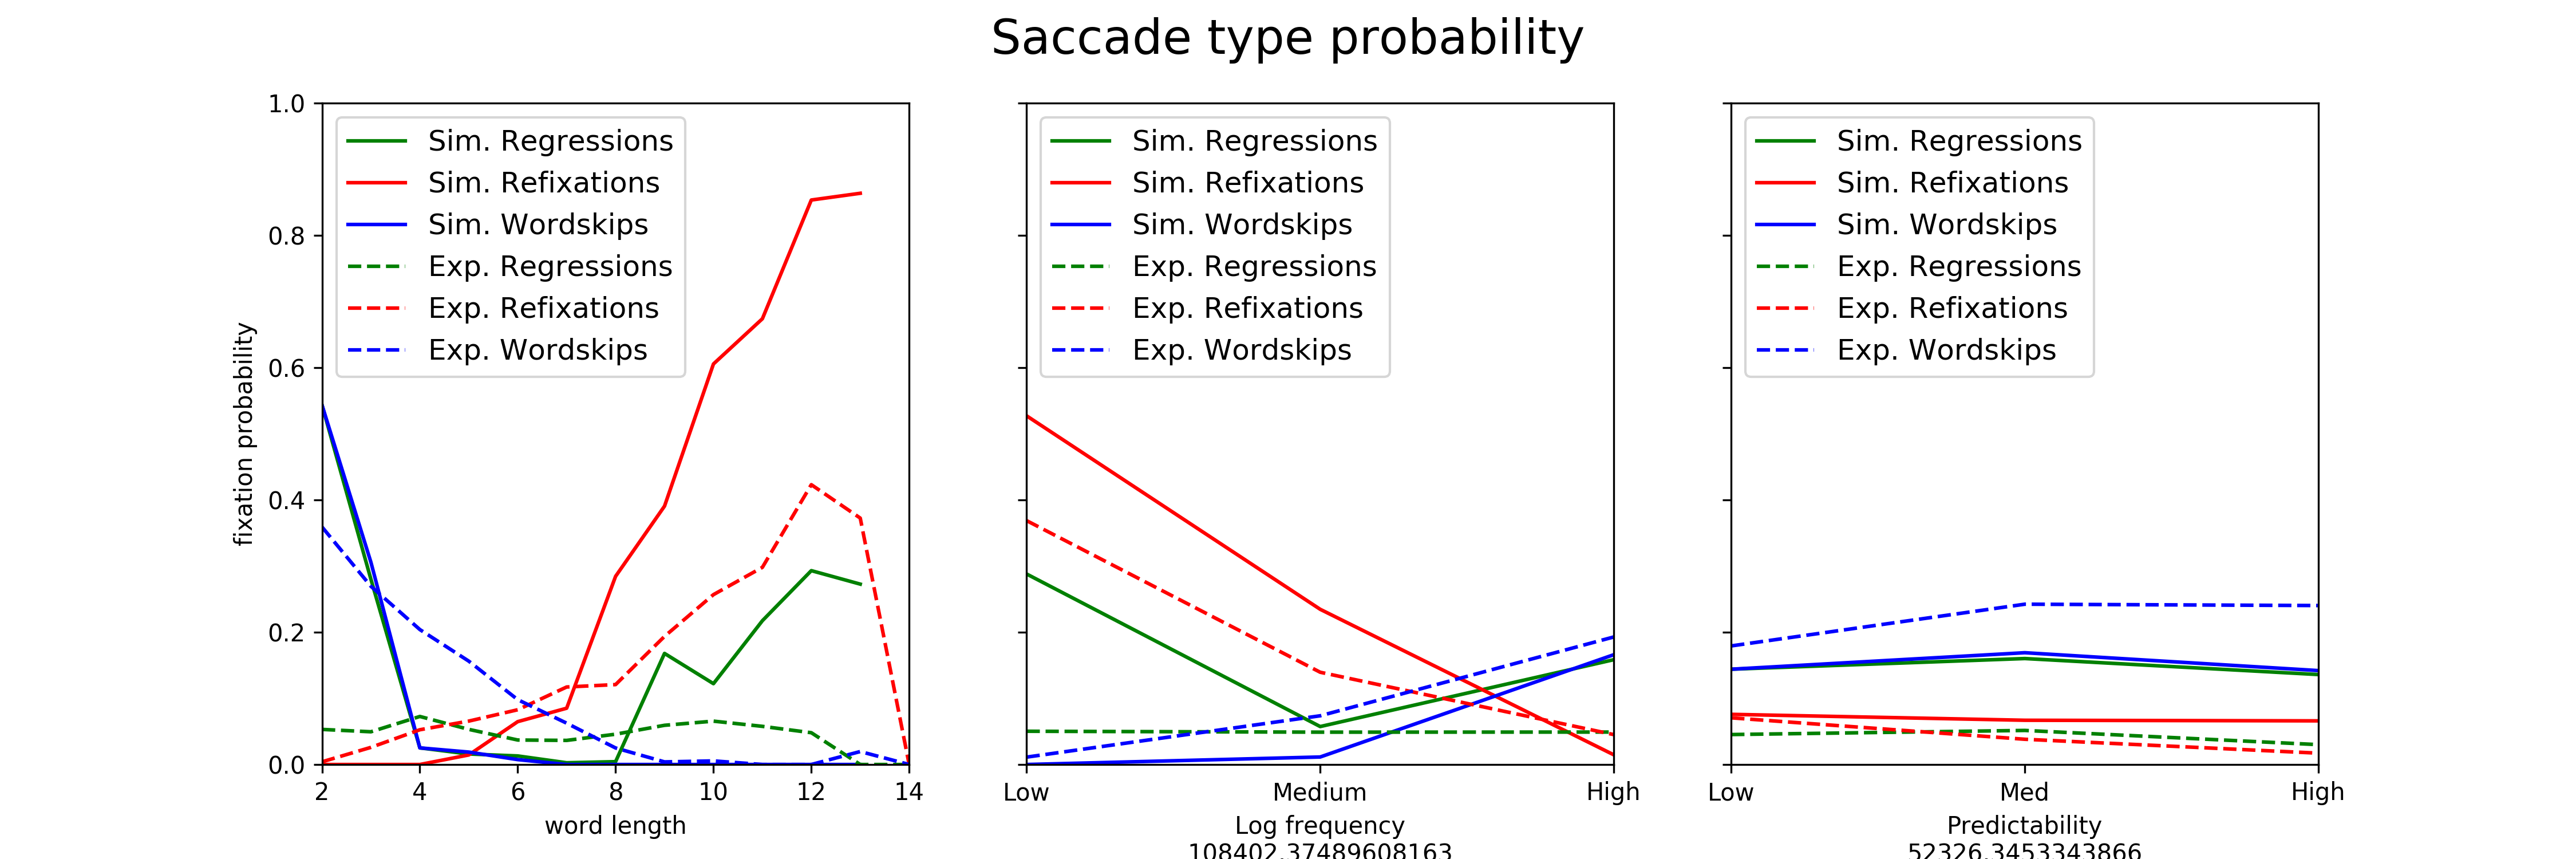 Saccade type probability
fixation probability
1.0
0.8
0.6
0.4
0.2
0.0
Sim. Regressions
Sim. Refixations
Sim. Wordskips
Exp. Regressions
Exp. Refixations
Exp. Wordskips
2 4 6 8 10 12 14
word length
Sim. Regressions
Sim. Refixations
Sim. Wordskips
Exp. Regressions
Exp. Refixations
Exp. Wordskips
Low Medium High
Log frequency
108402.37489608163
Sim. Regressions
Sim. Refixations
Sim. Wordskips
Exp. Regressions
Exp. Refixations
Exp. Wordskips
Low Med High
Predictability
52326.3453343866